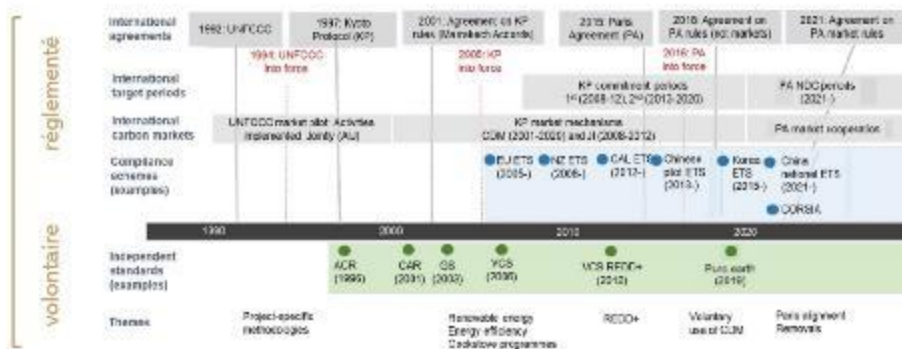 réglementé
volontaire
International agreements
1992: UNFCCC
1997: Kyoto Protocol (KP)
2001: Agreement on KP rules (Marrakech Accords)
2015: Paris Agreement (PA)
2018: Agreement on PA rules (not markets)
2021: Agreement on PA market rules
1994: UNFCCC into force
2005: KP into force
2016: PA into force
International target periods
KP commitment periods
1st (2008-12), 2nd (2013-2020)
PA NDC periods (2021-)
International carbon markets
UNFCCC market pilot: Activities Implemented Jointly (AIJ)
KP market mechanisms
CDM (2001-2020) and JI (2008-2012)
PA market cooperation
Compliance schemes (examples)
EU ETS (2005-)
NZ ETS (2008-)
CAL ETS (2012-)
Chinese pilot ETS (2013-)
Korea ETS (2015-)
China national ETS (2021-)
CORSIA
1990
2000
2010
2020
Independent standards (examples)
ACR (1996)
CAR (2001)
GS (2003)
VCS (2006)
VCS REDD+ (2012)
Puro.earth (2019)
Themes
Project-specific methodologies
Renewable energy
Energy efficiency
Cookstove programmes
REDD+
Voluntary use of CDM
Paris alignment
Removals